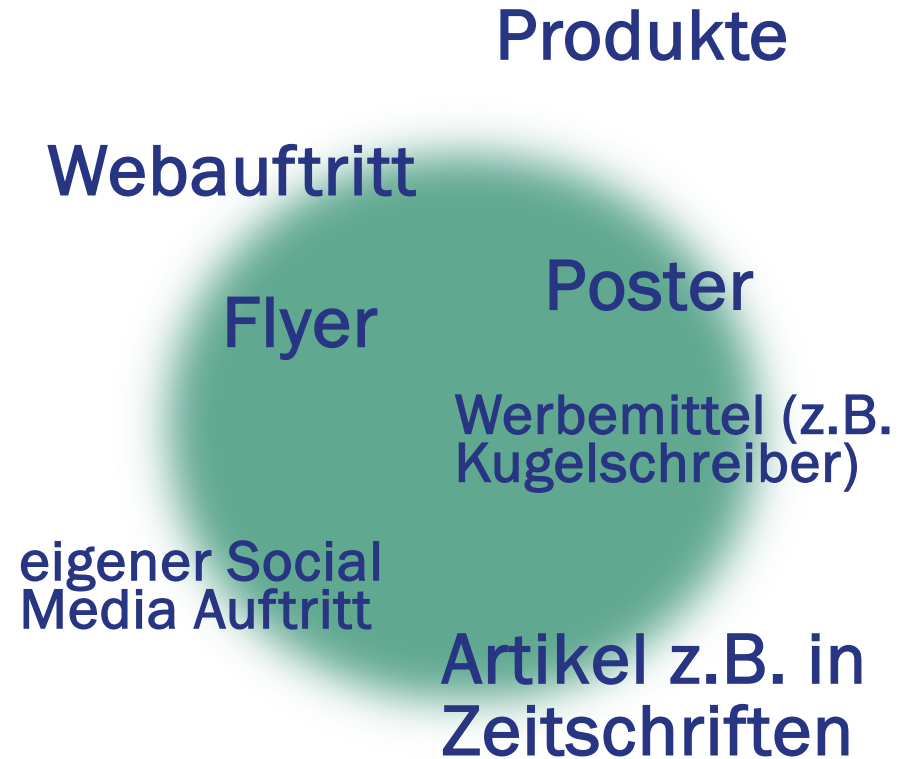 Produkte
Webauftritt
Poster
Flyer
Werbemittel (z.B.
Kugelschreiber)
eigener Social
Media Auftritt
Artikel z.B. in
Zeitschriften